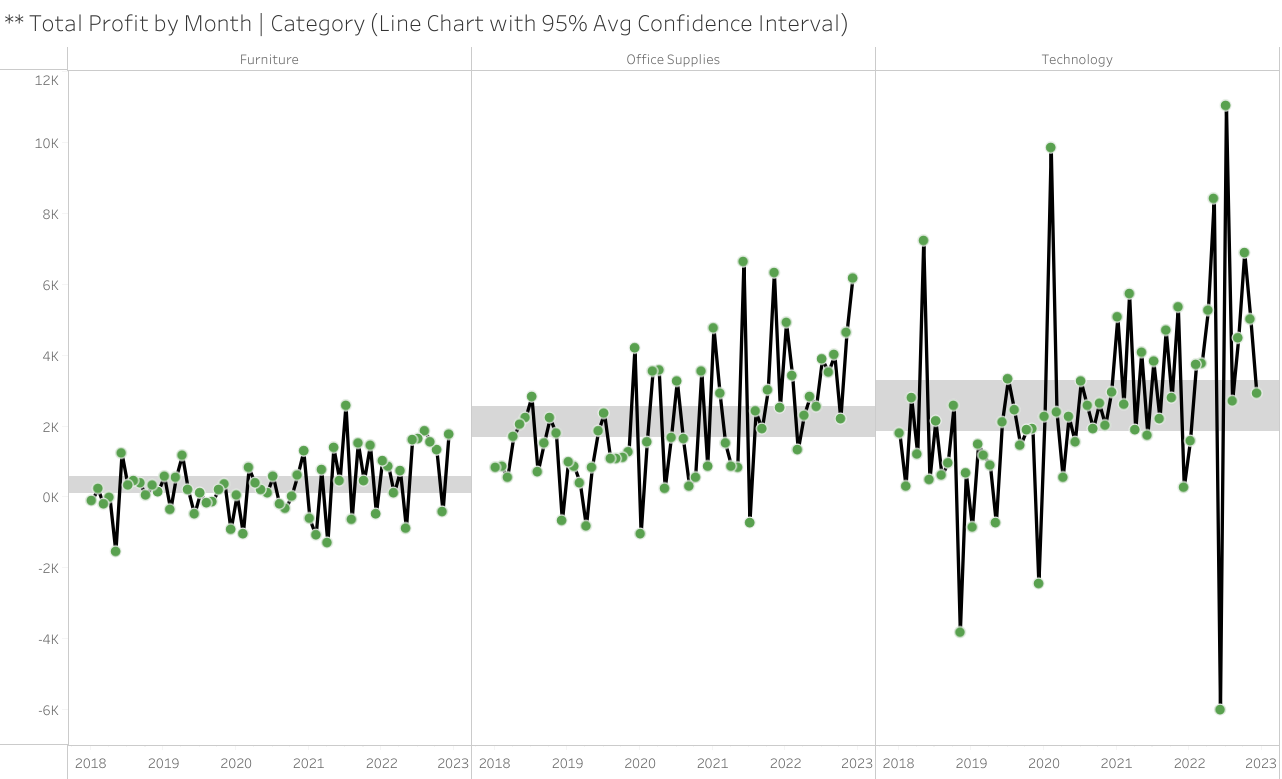 ** Total Profit by Month | Category (Line Chart with 95% Avg Confidence Interval)
Furniture Office Supplies Technology
12K
10K
8K
6K
4K
2K
0K
-2K
-4K
-6K
2018 2019 2020 2021 2022 2023 2018 2019 2020 2021 2022 2023 2018 2019 2020 2021 2022 2023